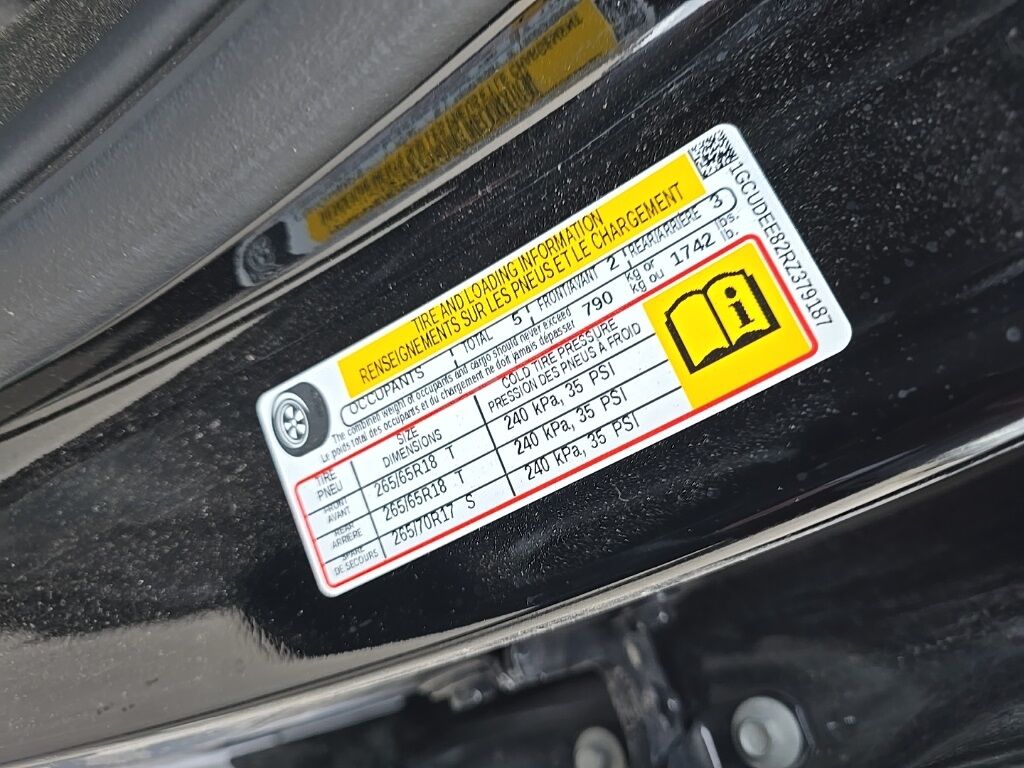 TIRE AND LOADING INFORMATION
RENSEIGNEMENTS SUR LES PNEUS ET LE CHARGEMENT
OCCUPANTS TOTAL 5 FRONT/AVANT 2 REAR/ARRIÈRE 3
The combined weight of occupants and cargo should never exceed 790 kg or 1742 lbs.
Le poids total des occupants et du chargement ne doit jamais dépasser kg ou lb.
TIRE SIZE COLD TIRE PRESSURE
PNEU DIMENSIONS PRESSION DES PNEUS À FROID
FRONT
AVANT 265/65R18 T 240 kPa, 35 PSI
REAR
ARRIÈRE 265/65R18 T 240 kPa, 35 PSI
SPARE
DE SECOURS 265/70R17 S 240 kPa, 35 PSI
i
1GCUDEE82RZ379187